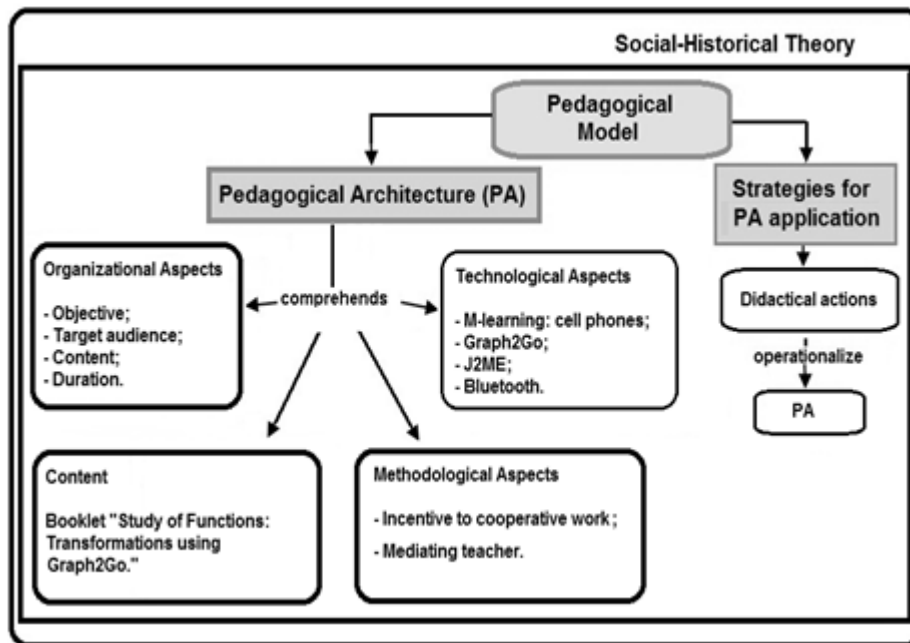 Social-Historical Theory
Pedagogical
Model
Pedagogical Architecture (PA)
Strategies for
PA application
Organizational Aspects
- Objective;
- Target audience;
- Content;
- Duration.
comprehends
Technological Aspects
- M-learning: cell phones;
- Graph2Go;
- J2ME;
- Bluetooth.
Didactical actions
operationalize
PA
Content
Booklet "Study of Functions:
Transformations using
Graph2Go."
Methodological Aspects
- Incentive to cooperative work;
- Mediating teacher.